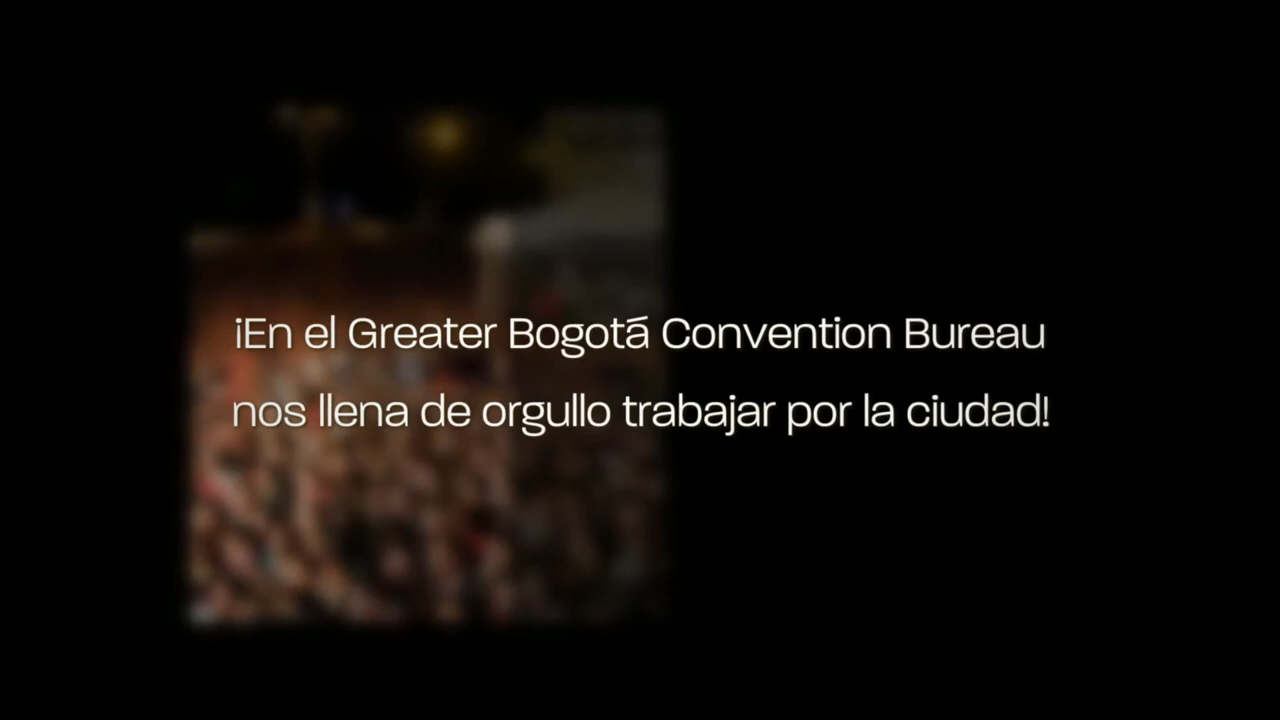 ¡En el Greater Bogotá Convention Bureau
nos llena de orgullo trabajar por la ciudad!